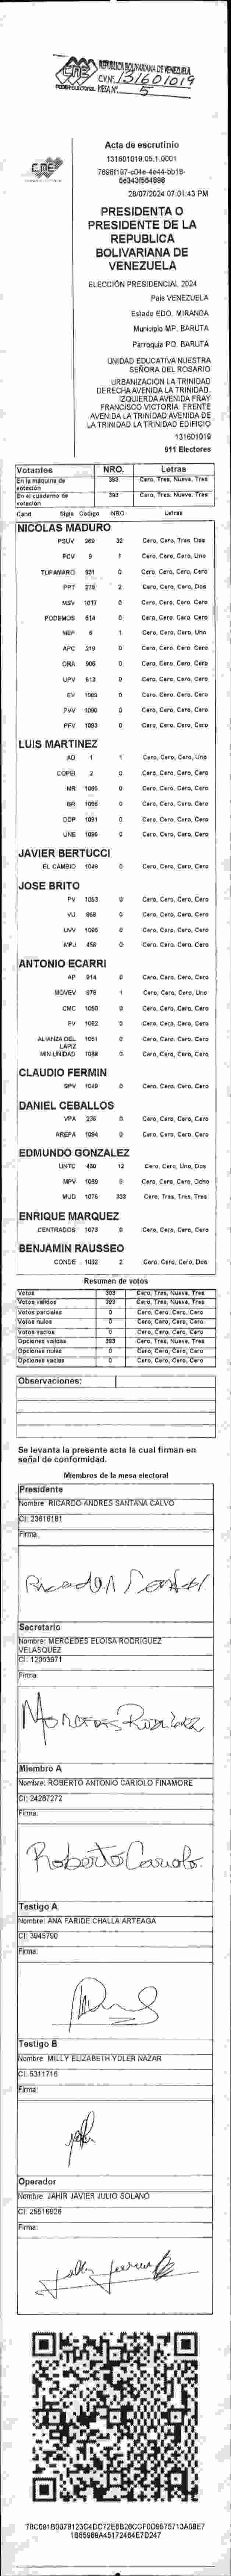 CNE
PODER ELECTORAL
REPÚBLICA BOLIVARIANA DE VENEZUELA
C.V.N° 131601019
MESA N° 5
CNE
Acta de escrutinio
131601019.05.1.0001
28/07/2024 07:01:43 PM
PRESIDENTA O
PRESIDENTE DE LA
REPUBLICA
BOLIVARIANA DE
VENEZUELA
ELECCIÓN PRESIDENCIAL 2024
País VENEZUELA
Estado EDO. MIRANDA
Municipio MP. BARUTA
Parroquia PQ. BARUTA
UNIDAD EDUCATIVA NUESTRA
SEÑORA DEL ROSARIO
URBANIZACIÓN LA TRINIDAD
DERECHA AVENIDA LA TRINIDAD.
IZQUIERDA AVENIDA FRAY
FRANCISCO VICTORIA FRENTE
AVENIDA LA TRINIDAD AVENIDA DE
LA TRINIDAD LA TRINIDAD EDIFICIO
131601019
911 Electores
Votantes NRO. Letras
En la máquina de votación 393 Cero, Tres, Nueve, Tres
En el cuaderno de votación 393 Cero, Tres, Nueve, Tres
Cand Sigla Código NRO Letras
NICOLAS MADURO
PSUV 269 32 Cero, Cero, Tres, Dos
PCV 9 1 Cero, Cero, Cero, Uno
TUPAMARO 931 0 Cero, Cero, Cero, Cero
PPT 276 2 Cero, Cero, Cero, Dos
MSV 1017 0 Cero, Cero, Cero, Cero
PODEMOS 514 0 Cero, Cero, Cero, Cero
MEP 6 1 Cero, Cero, Cero, Uno
APC 219 0 Cero, Cero, Cero, Cero
ORA 906 0 Cero, Cero, Cero, Cero
UPV 613 0 Cero, Cero, Cero, Cero
EV 1089 0 Cero, Cero, Cero, Cero
PVV 1090 0 Cero, Cero, Cero, Cero
PFV 1093 0 Cero, Cero, Cero, Cero
LUIS MARTINEZ
AD 1 1 Cero, Cero, Cero, Uno
COPEI 2 0 Cero, Cero, Cero, Cero
MR 1065 0 Cero, Cero, Cero, Cero
BR 1066 0 Cero, Cero, Cero, Cero
DDP 1091 0 Cero, Cero, Cero, Cero
UNE 1096 0 Cero, Cero, Cero, Cero
JAVIER BERTUCCI
EL CAMBIO 1048 0 Cero, Cero, Cero, Cero
JOSE BRITO
PV 1053 0 Cero, Cero, Cero, Cero
VU 868 0 Cero, Cero, Cero, Cero
UVV 1095 0 Cero, Cero, Cero, Cero
MPJ 458 0 Cero, Cero, Cero, Cero
ANTONIO ECARRI
AP 914 0 Cero, Cero, Cero, Cero
MOVEV 576 1 Cero, Cero, Cero, Uno
CMC 1050 0 Cero, Cero, Cero, Cero
FV 1062 0 Cero, Cero, Cero, Cero
ALIANZA DEL LAPIZ 1051 0 Cero, Cero, Cero, Cero
MIN UNIDAD 1068 0 Cero, Cero, Cero, Cero
CLAUDIO FERMIN
SPV 1049 0 Cero, Cero, Cero, Cero
DANIEL CEBALLOS
VPA 236 0 Cero, Cero, Cero, Cero
AREPA 1094 0 Cero, Cero, Cero, Cero
EDMUNDO GONZALEZ
UNTC 480 12 Cero, Cero, Uno, Dos
MPV 1069 8 Cero, Cero, Cero, Ocho
MUD 1076 333 Cero, Tres, Tres, Tres
ENRIQUE MARQUEZ
CENTRADOS 1073 0 Cero, Cero, Cero, Cero
BENJAMIN RAUSSEO
CONDE 1092 2 Cero, Cero, Cero, Dos
Resumen de votos
Votos 393 Cero, Tres, Nueve, Tres
Votos válidos 393 Cero, Tres, Nueve, Tres
Votos parciales 0 Cero, Cero, Cero, Cero
Votos nulos 0 Cero, Cero, Cero, Cero
Votos vacíos 0 Cero, Cero, Cero, Cero
Opciones válidas 393 Cero, Tres, Nueve, Tres
Opciones nulas 0 Cero, Cero, Cero, Cero
Opciones vacías 0 Cero, Cero, Cero, Cero
Observaciones:
Se levanta la presente acta la cual firman en
señal de conformidad.
Miembros de la mesa electoral
Presidente
Nombre: RICARDO ANDRES SANTANA CALVO
CI: 23616181
Firma:
Secretario
Nombre: MERCEDES ELOISA RODRIGUEZ
VELASQUEZ
CI: 12063971
Firma:
Mercedes Rodriguez
Miembro A
Nombre: ROBERTO ANTONIO CARIOLO FINAMORE
CI: 24287272
Firma:
Roberto Cariolo
Testigo A
Nombre: ANA FARIDE CHALLA ARTEAGA
CI: 3945790
Firma:
Testigo B
Nombre: MILLY ELIZABETH YDLER NAZAR
CI: 5311716
Firma:
Operador
Nombre: JAHIR JAVIER JULIO SOLANO
CI: 25516926
Firma: